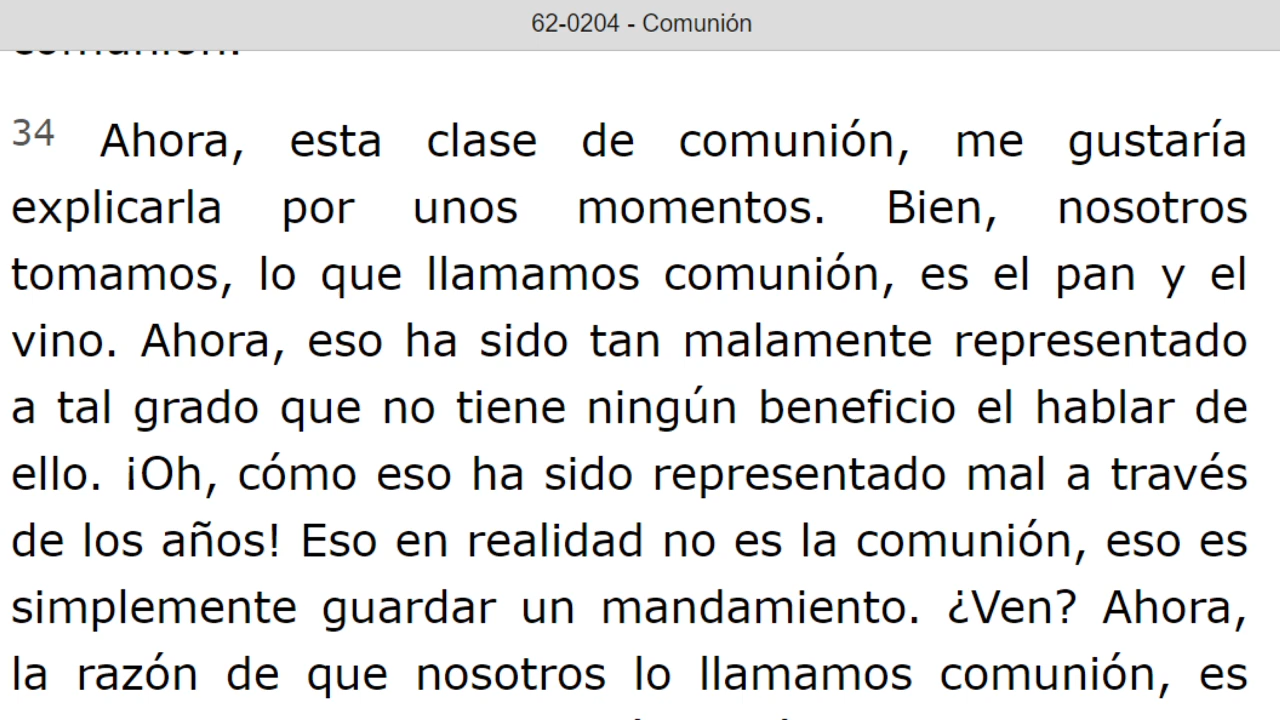 62-0204 - Comunión
comunión.
34 Ahora, esta clase de comunión, me gustaría
explicarla por unos momentos. Bien, nosotros
tomamos, lo que llamamos comunión, es el pan y el
vino. Ahora, eso ha sido tan malamente representado
a tal grado que no tiene ningún beneficio el hablar de
ello. ¡Oh, cómo eso ha sido representado mal a través
de los años! Eso en realidad no es la comunión, eso es
simplemente guardar un mandamiento. ¿Ven? Ahora,
la razón de que nosotros lo llamamos comunión, es